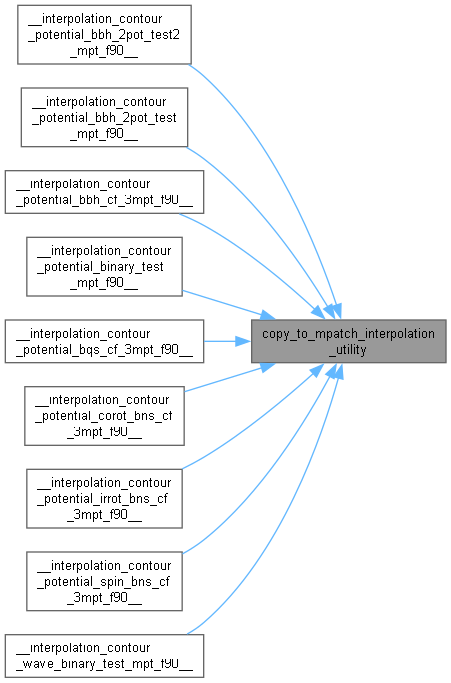 __interpolation_contour
_potential_bbh_2pot_test2
_mpt_f90__
__interpolation_contour
_potential_bbh_2pot_test
_mpt_f90__
__interpolation_contour
_potential_bbh_cf_3mpt_f90__
__interpolation_contour
_potential_binary_test
_mpt_f90__
__interpolation_contour
_potential_bqs_cf_3mpt_f90__
__interpolation_contour
_potential_corot_bns_cf
_3mpt_f90__
__interpolation_contour
_potential_irrot_bns_cf
_3mpt_f90__
__interpolation_contour
_potential_spin_bns_cf
_3mpt_f90__
__interpolation_contour
_wave_binary_test_mpt_f90__
copy_to_mpatch_interpolation
_utility